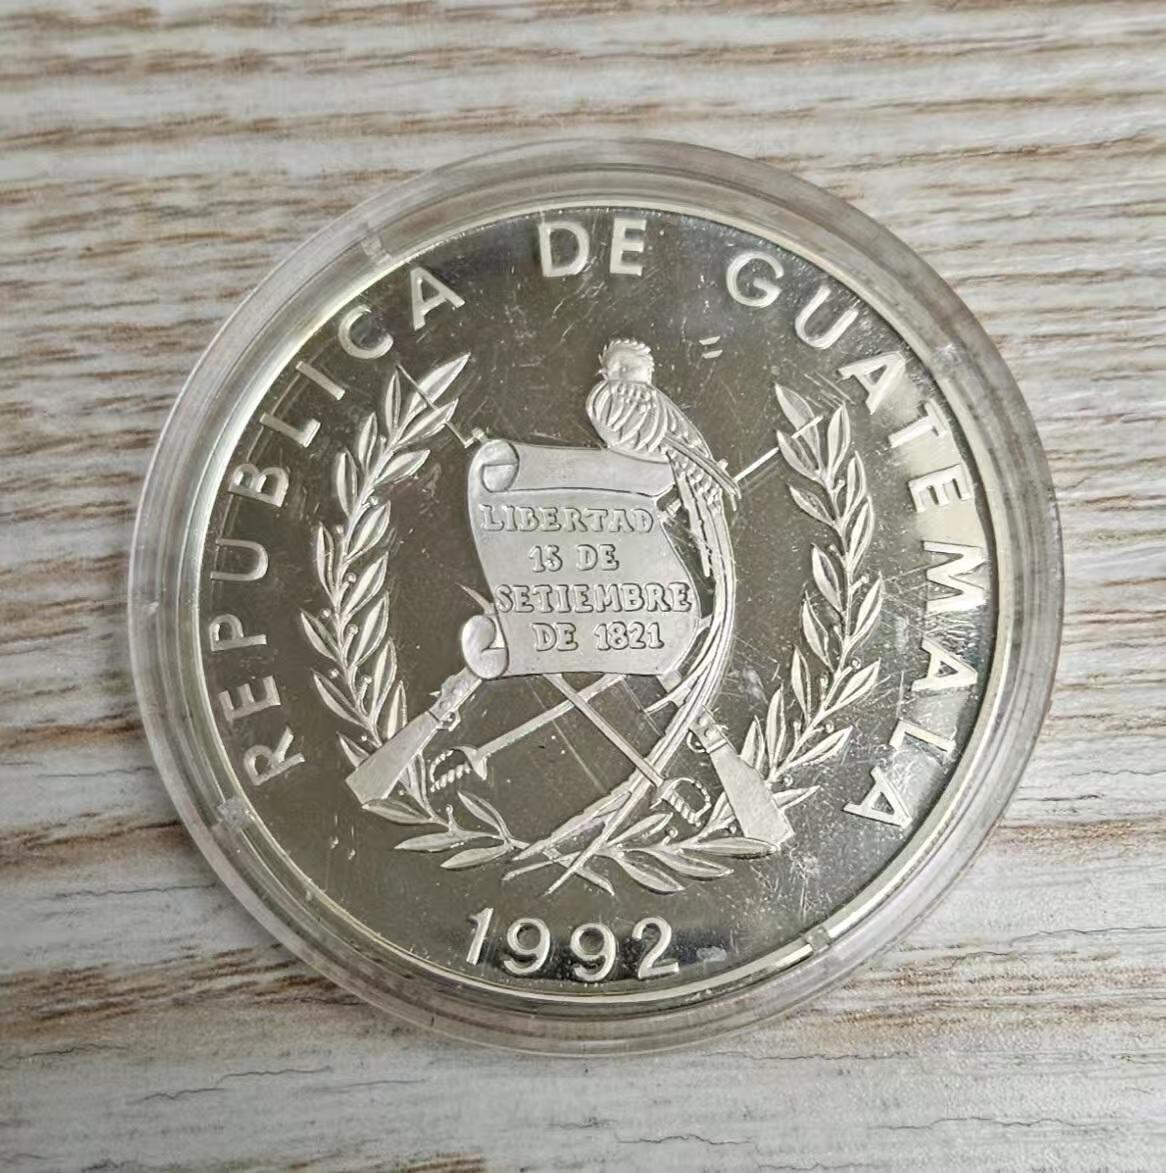 REPUBLICA DE GUATEMALA
LIBERTAD
15 DE
SETIEMBRE
DE 1821
1992